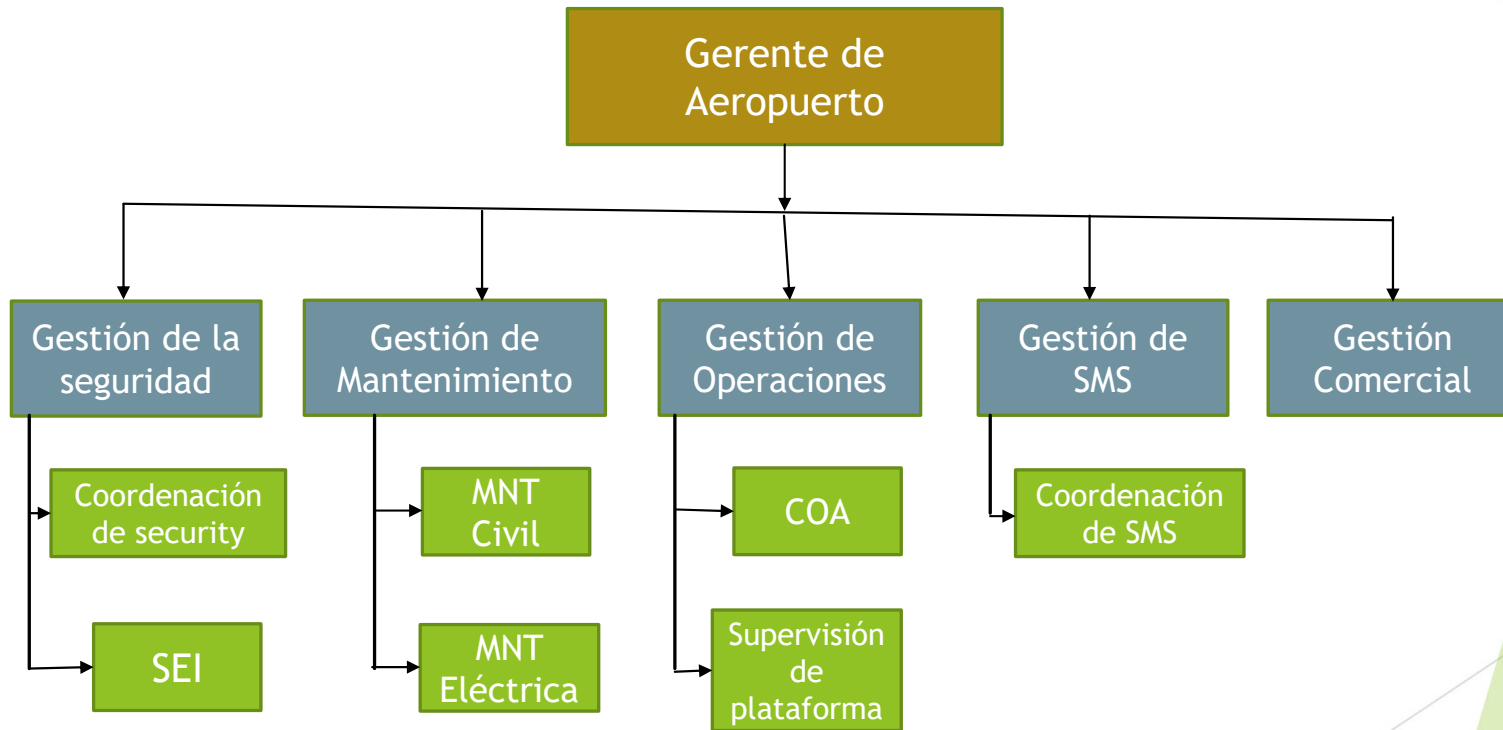 Gerente de
Aeropuerto
Gestión de la
seguridad
Gestión de
Mantenimiento
Gestión de
Operaciones
Gestión de
SMS
Gestión
Comercial
Coordenación
de security
MNT
Civil
COA
Coordenación
de SMS
SEI
MNT
Eléctrica
Supervisión
de
plataforma